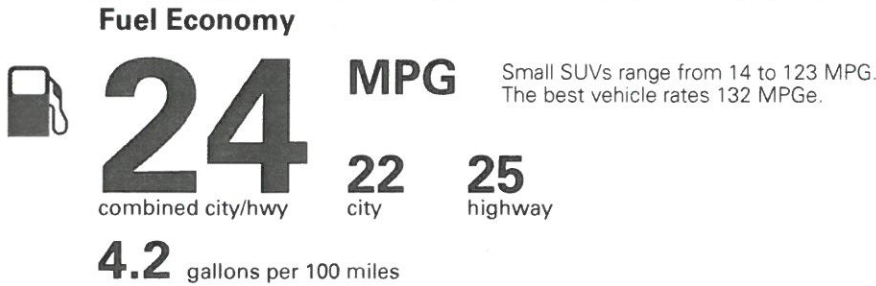 Fuel Economy
24 MPG
Small SUVs range from 14 to 123 MPG.
The best vehicle rates 132 MPGe.
22 25
combined city/hwy city highway
4.2 gallons per 100 miles